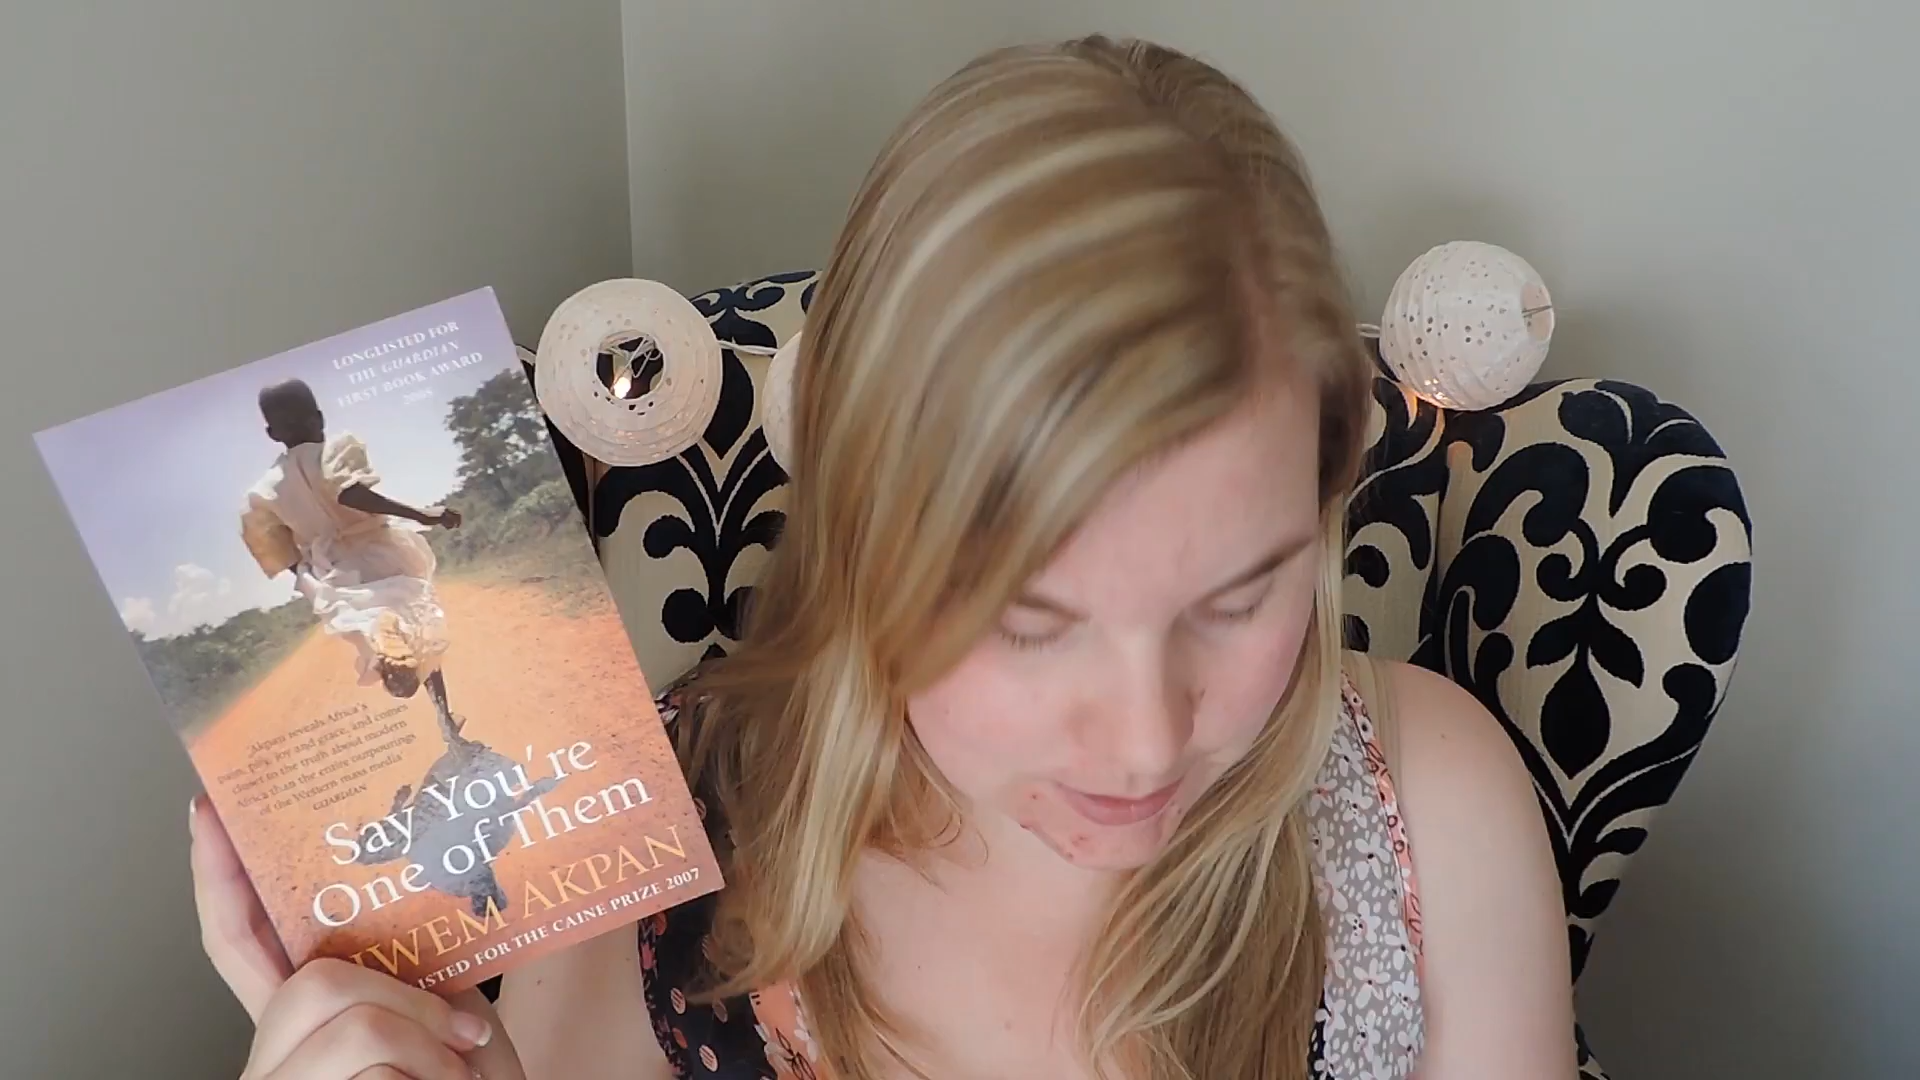 LONGLISTED FOR
THE GUARDIAN
FIRST BOOK AWARD
2008
'Akpan reveals Africa's
pain, pity, joy and grace, and comes
closer to the truth about modern
Africa than the entire outpourings
of the Western mass media'
GUARDIAN
Say You're
One of Them
WEM AKPAN
LISTED FOR THE CAINE PRIZE 2007